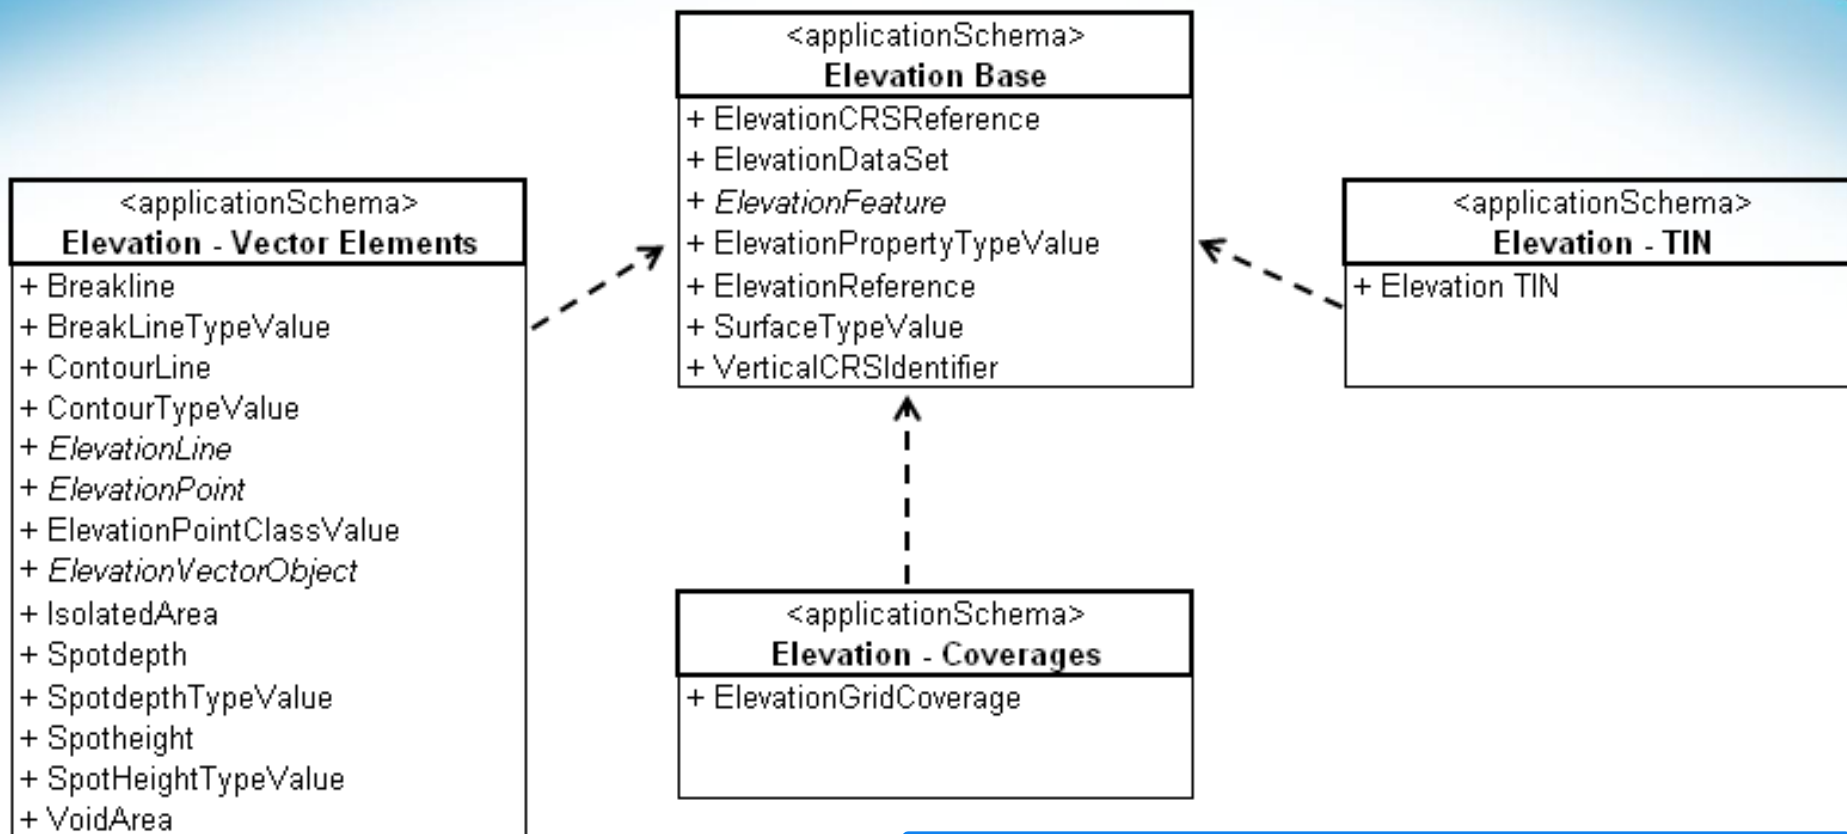 <applicationSchema>
Elevation Base
+ ElevationCRSReference
+ ElevationDataSet
+ ElevationFeature
+ ElevationPropertyTypeValue
+ ElevationReference
+ SurfaceTypeValue
+ VerticalCRSIdentifier
<applicationSchema>
Elevation - Vector Elements
+ Breakline
+ BreakLineTypeValue
+ ContourLine
+ ContourTypeValue
+ ElevationLine
+ ElevationPoint
+ ElevationPointClassValue
+ ElevationVectorObject
+ IsolatedArea
+ Spotdepth
+ SpotdepthTypeValue
+ Spotheight
+ SpotHeightTypeValue
+ VoidArea
<applicationSchema>
Elevation - TIN
+ Elevation TIN
<applicationSchema>
Elevation - Coverages
+ ElevationGridCoverage